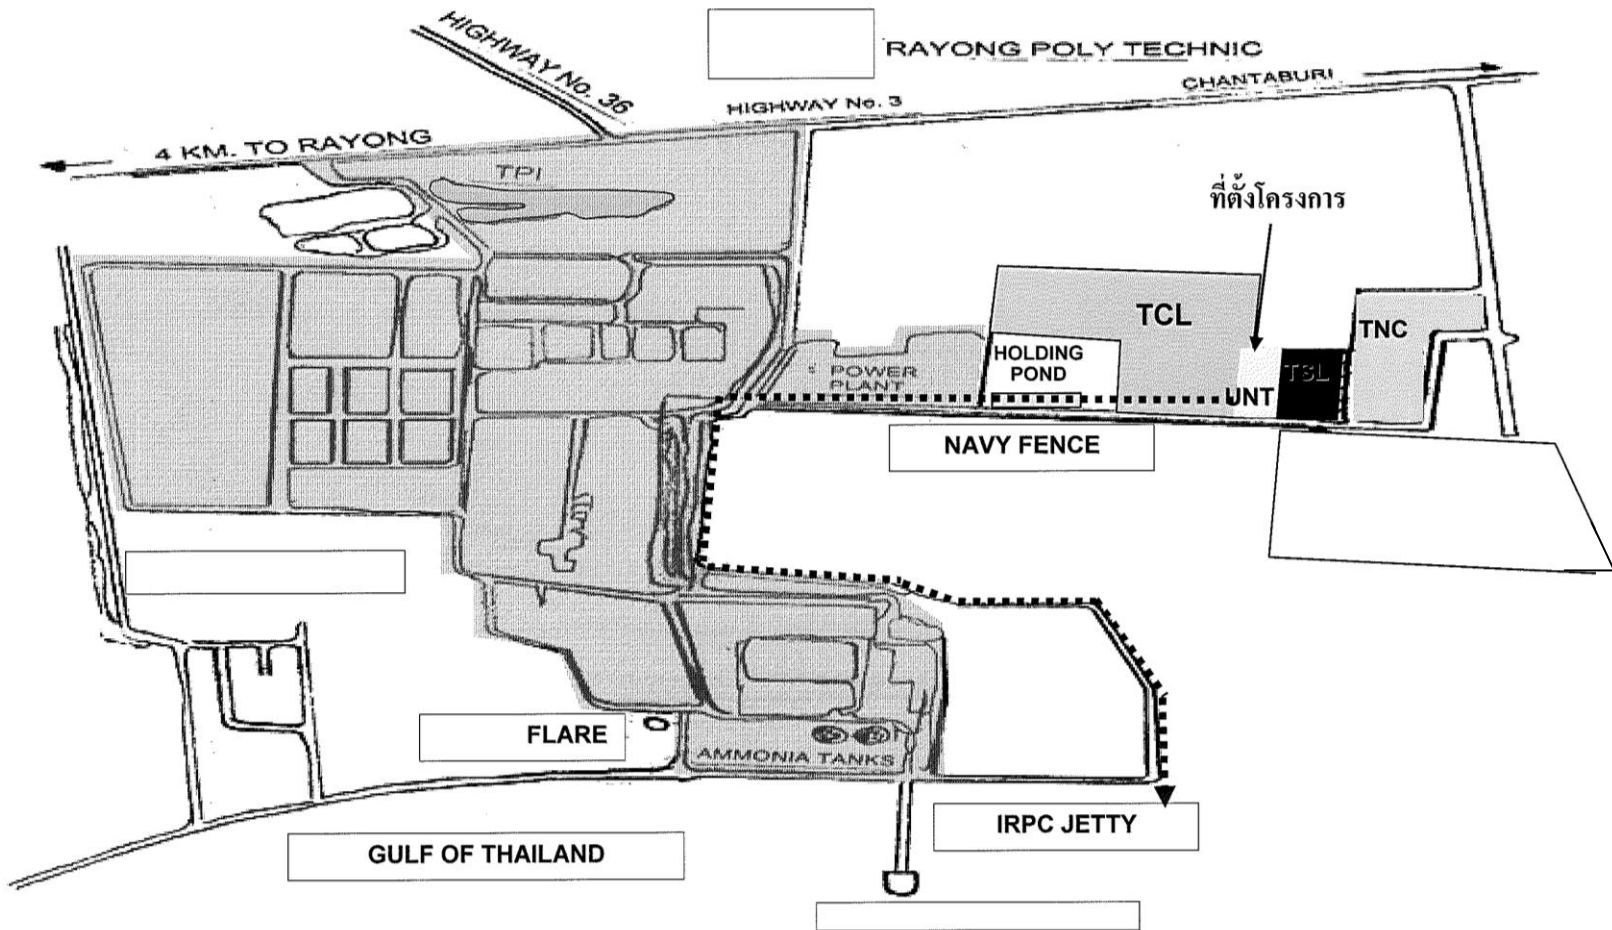 HIGHWAY No. 36
RAYONG POLY TECHNIC
CHANTABURI
HIGHWAY No. 3
4 KM. TO RAYONG
TPI
ที่ตั้งโครงการ
TCL
TNC
HOLDING
POND
POWER
PLANT
UNT
TSL
NAVY FENCE
FLARE
AMMONIA TANKS
IRPC JETTY
GULF OF THAILAND